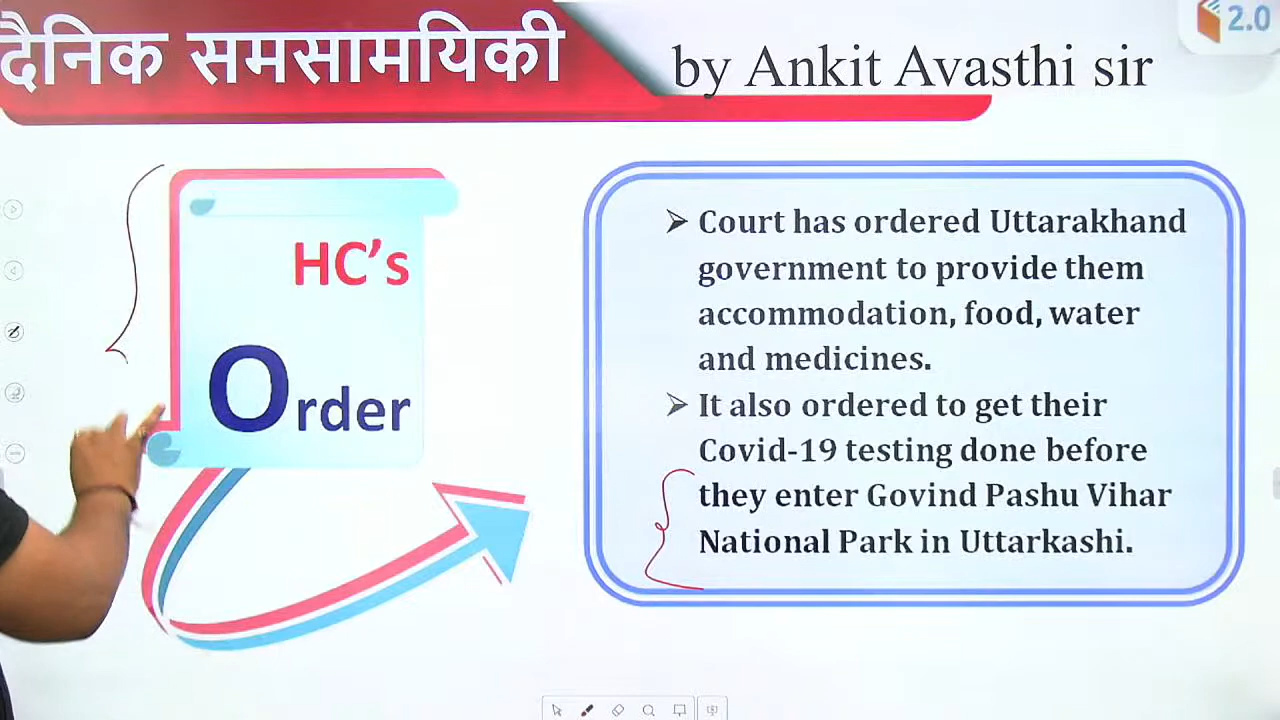 दैनिक समसामयिकी
by Ankit Avasthi sir
2.0
HC's
Order
➢ Court has ordered Uttarakhand
government to provide them
accommodation, food, water
and medicines.
➢ It also ordered to get their
Covid-19 testing done before
they enter Govind Pashu Vihar
National Park in Uttarkashi.